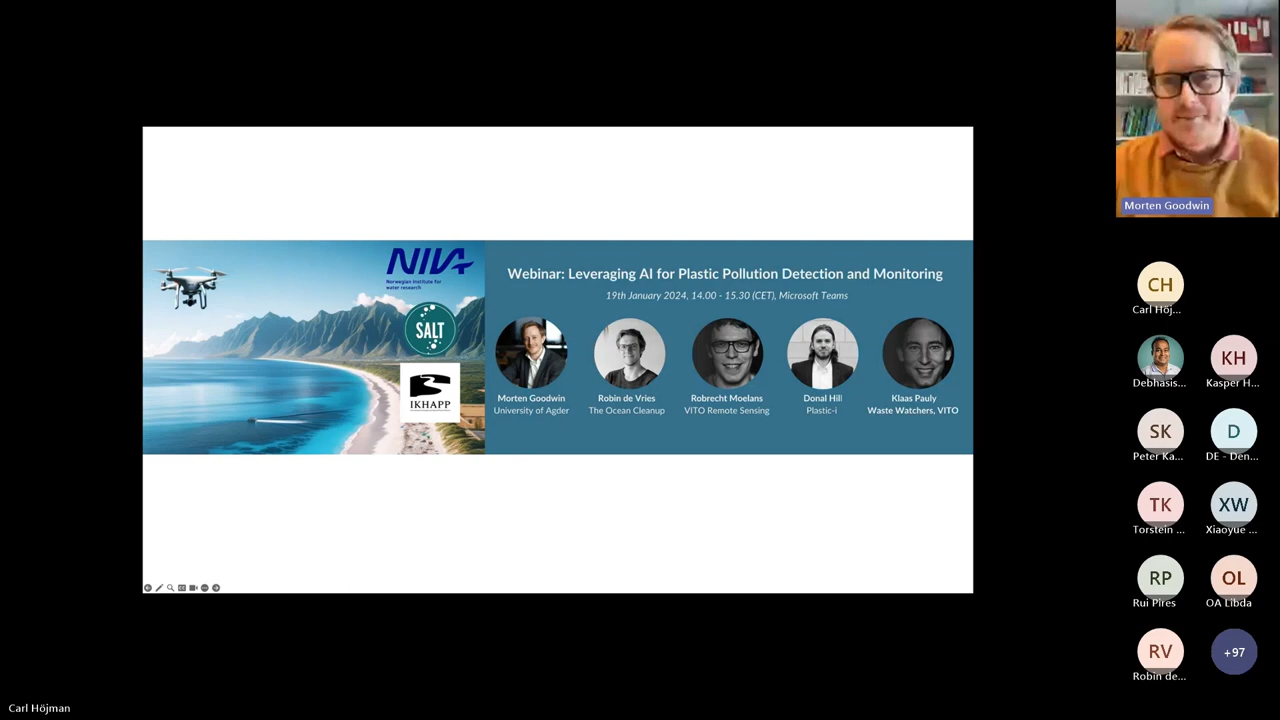 NIVA
Norwegian Institute for
water research
SALT
IKHAPP
Webinar: Leveraging AI for Plastic Pollution Detection and Monitoring
19th January 2024, 14.00 - 15.30 (CET), Microsoft Teams
Morten Goodwin
University of Agder
Robin de Vries
The Ocean Cleanup
Robrecht Moelans
VITO Remote Sensing
Donal Hill
Plastic-i
Klaas Pauly
Waste Watchers, VITO
Morten Goodwin
CH
Carl Höj...
Debhasis...
KH
Kasper H...
SK
Peter Ka...
D
DE - Den...
TK
Torstein ...
XW
Xiaoyue ...
RP
Rui Pires
OL
OA Libda
RV
Robin de...
+97
Carl Höjman